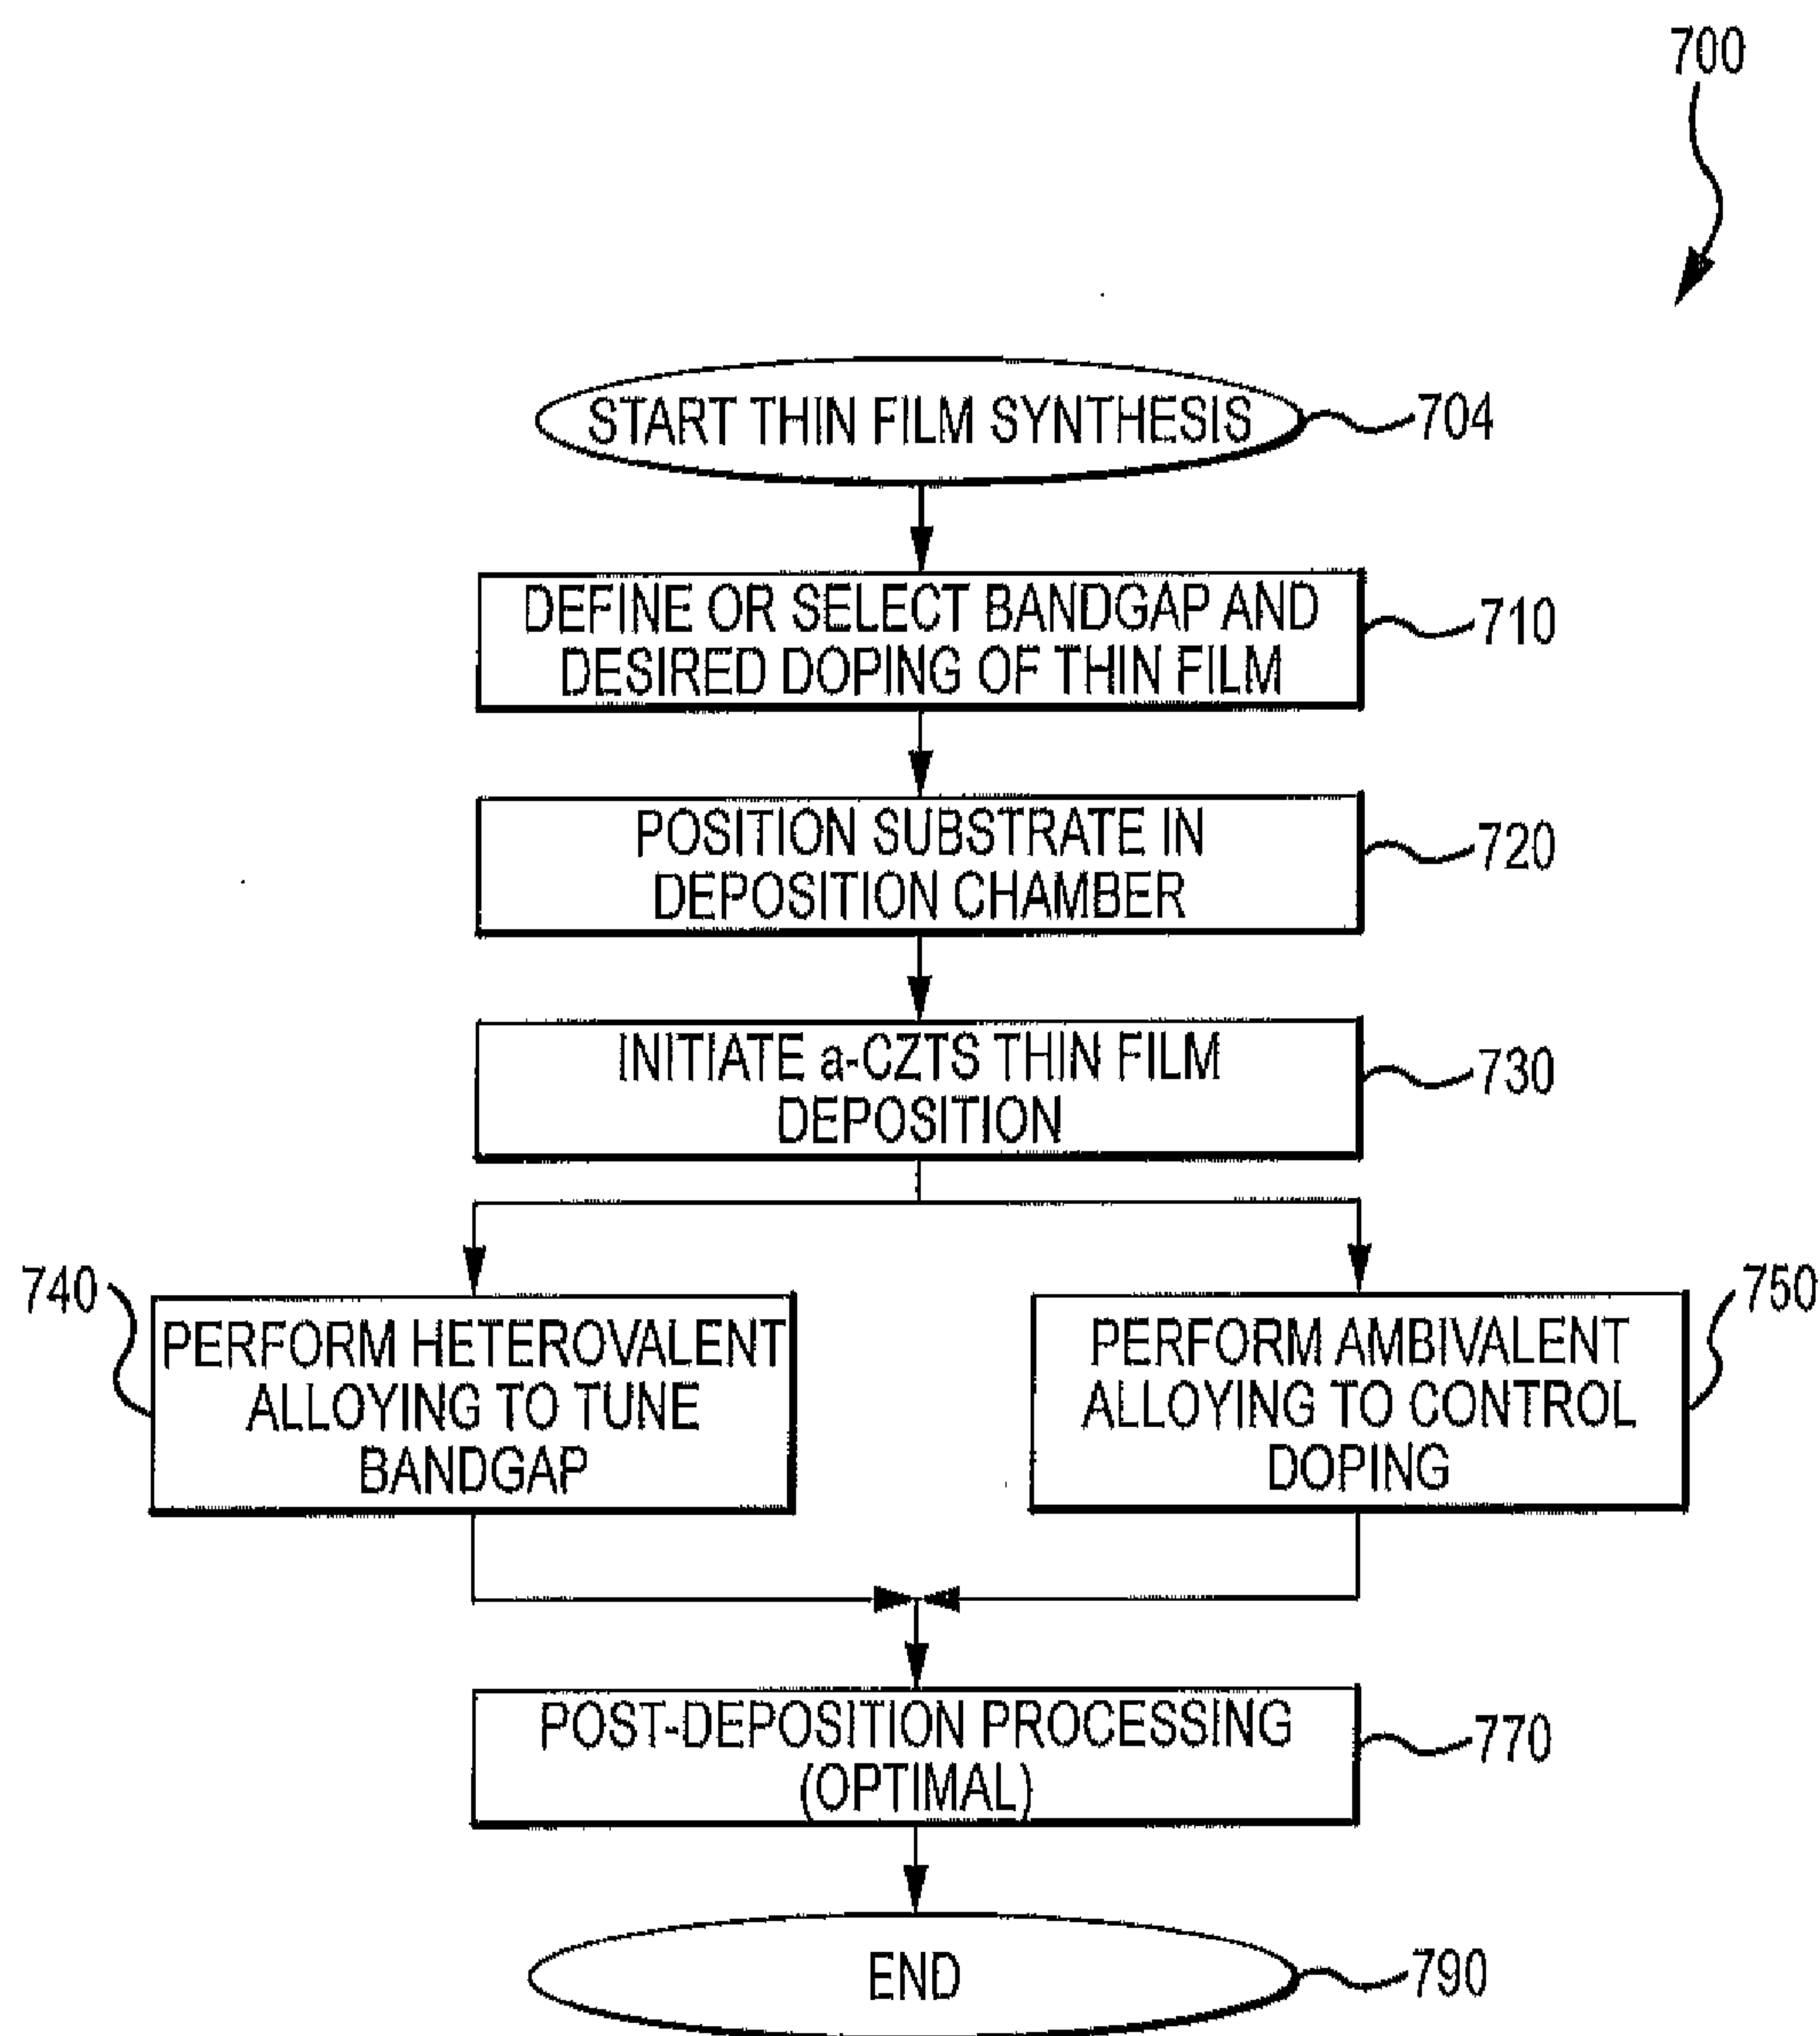 700
START THIN FILM SYNTHESIS
704
DEFINE OR SELECT BANDGAP AND
DESIRED DOPING OF THIN FILM
710
POSITION SUBSTRATE IN
DEPOSITION CHAMBER
720
INITIATE a-CZTS THIN FILM
DEPOSITION
730
740
PERFORM HETEROVALENT
ALLOYING TO TUNE
BANDGAP
750
PERFORM AMBIVALENT
ALLOYING TO CONTROL
DOPING
POST-DEPOSITION PROCESSING
(OPTIMAL)
770
END
790